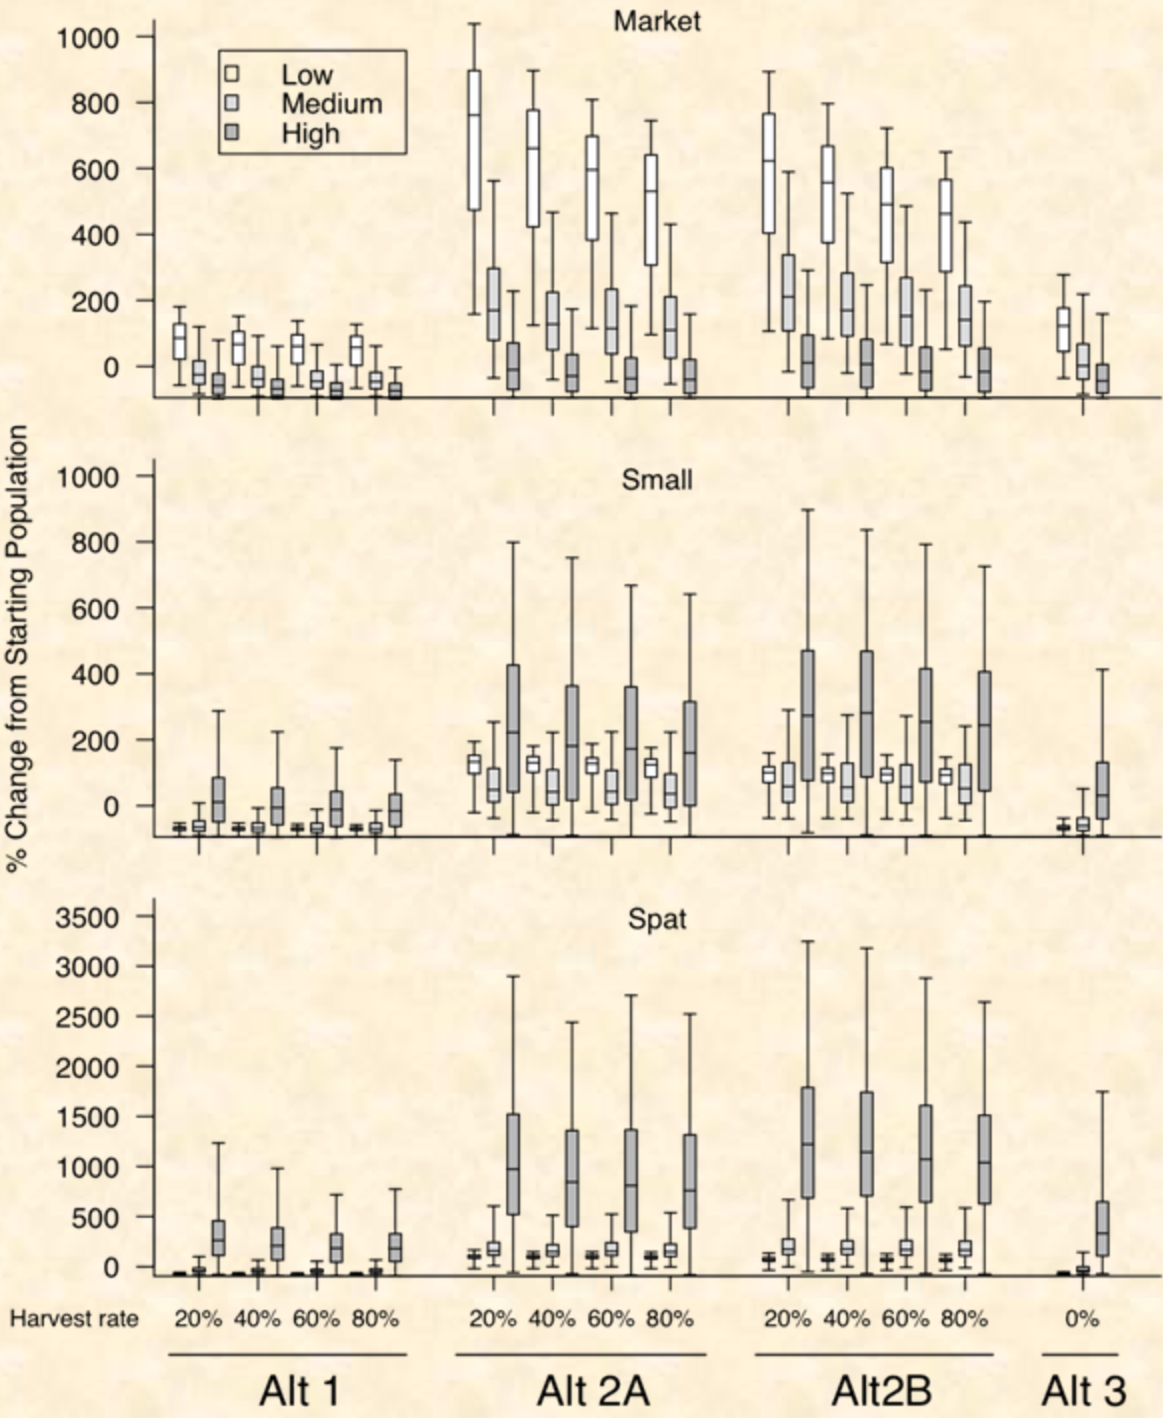 Market
1000
800
600
400
200
0
Low
Medium
High
% Change from Starting Population
Small
1000
800
600
400
200
0
Spat
3500
3000
2500
2000
1500
1000
500
0
Harvest rate 20% 40% 60% 80% 20% 40% 60% 80% 20% 40% 60% 80% 0%
Alt 1 Alt 2A Alt2B Alt 3